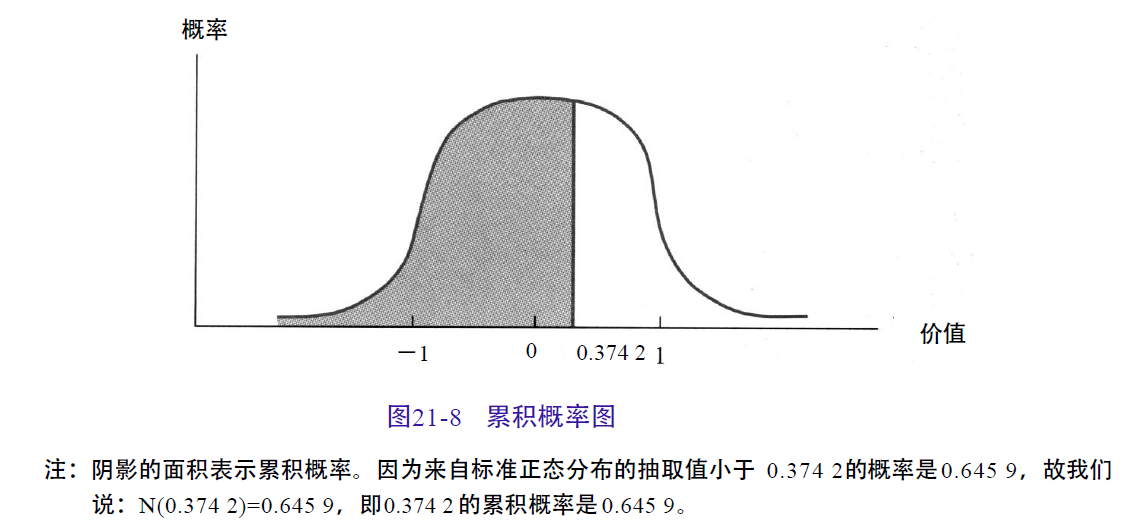 概率
价值
－1
0
0.374 2
1
图21-8 累积概率图
注：阴影的面积表示累积概率。因为来自标准正态分布的抽取值小于 0.374 2的概率是0.645 9，故我们
说：N(0.374 2)=0.645 9，即0.374 2 的累积概率是0.645 9。